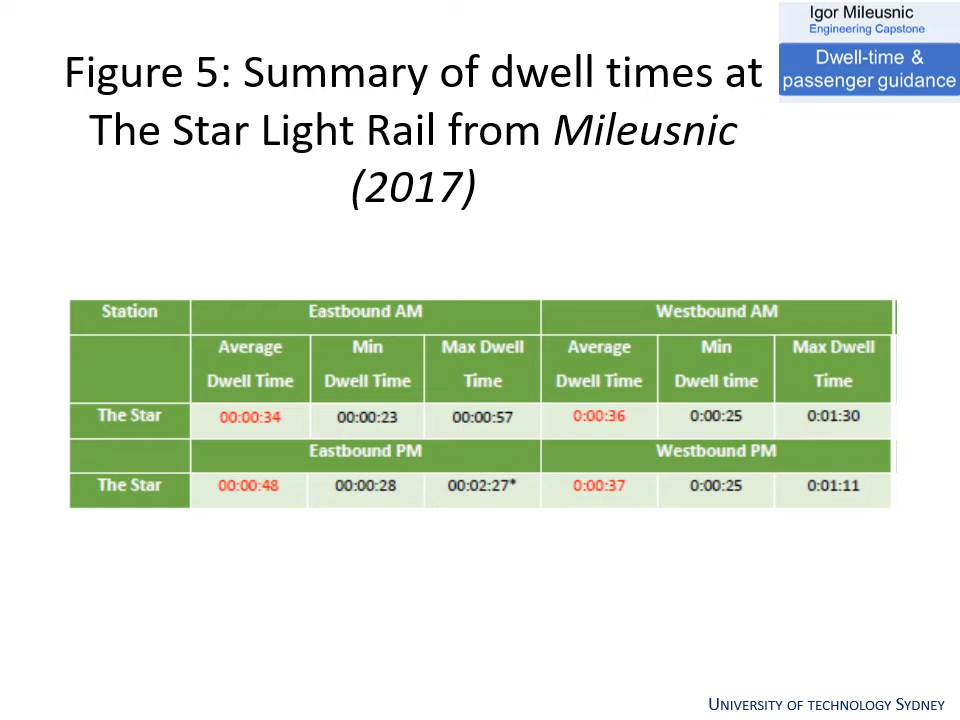 Igor Mileusnic
Engineering Capstone
Dwell-time &
passenger guidance
Figure 5: Summary of dwell times at
The Star Light Rail from Mileusnic
(2017)
Station Eastbound AM Westbound AM
Average Dwell Time Min Dwell Time Max Dwell Time Average Dwell Time Min Dwell time Max Dwell Time
The Star 00:00:34 00:00:23 00:00:57 0:00:36 0:00:25 0:01:30
Eastbound PM Westbound PM
The Star 00:00:48 00:00:28 00:02:27* 0:00:37 0:00:25 0:01:11
University of technology Sydney